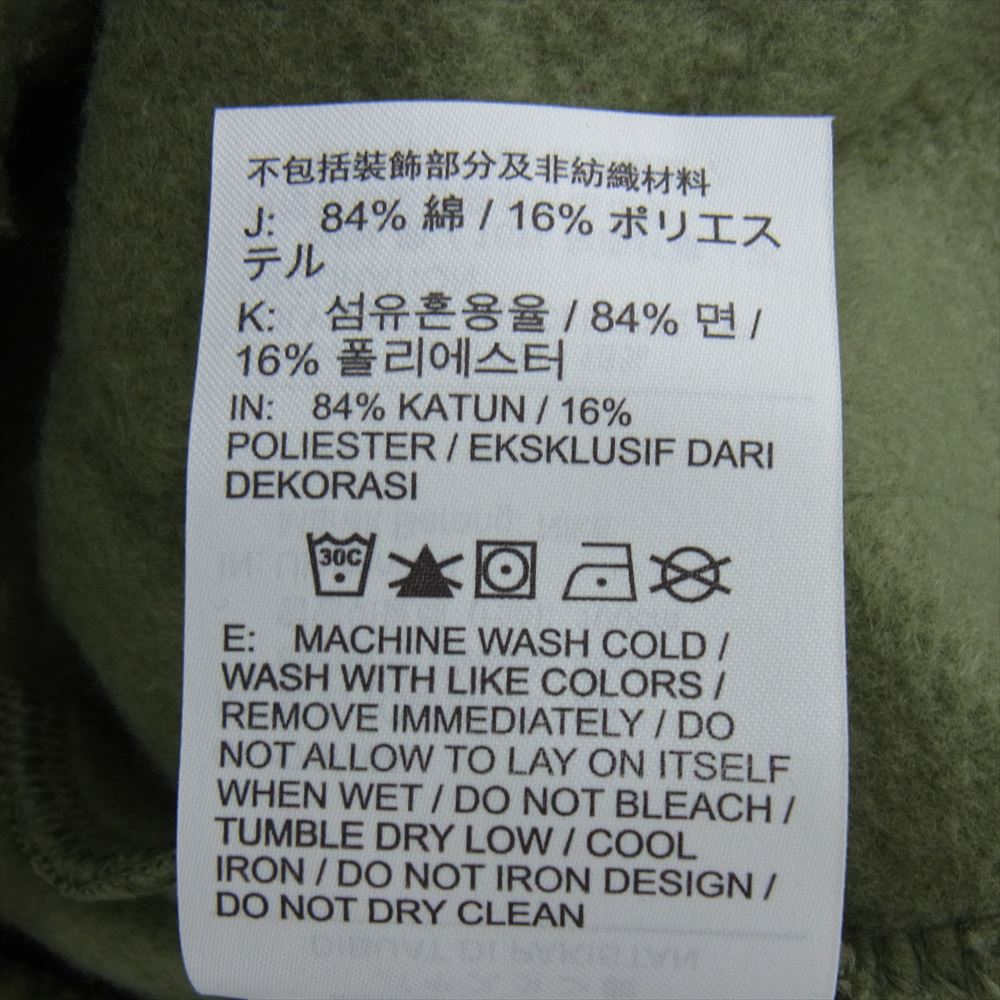 不包括裝飾部分及非紡織材料
J: 84% 綿 / 16% ポリエス
テル
K: 섬유혼용율 / 84% 면 /
16% 폴리에스터
IN: 84% KATUN / 16%
POLIESTER / EKSKLUSIF DARI
DEKORASI
30C
E: MACHINE WASH COLD /
WASH WITH LIKE COLORS /
REMOVE IMMEDIATELY / DO
NOT ALLOW TO LAY ON ITSELF
WHEN WET / DO NOT BLEACH /
TUMBLE DRY LOW / COOL
IRON / DO NOT IRON DESIGN /
DO NOT DRY CLEAN
DIBUAT DI PAKISTAN